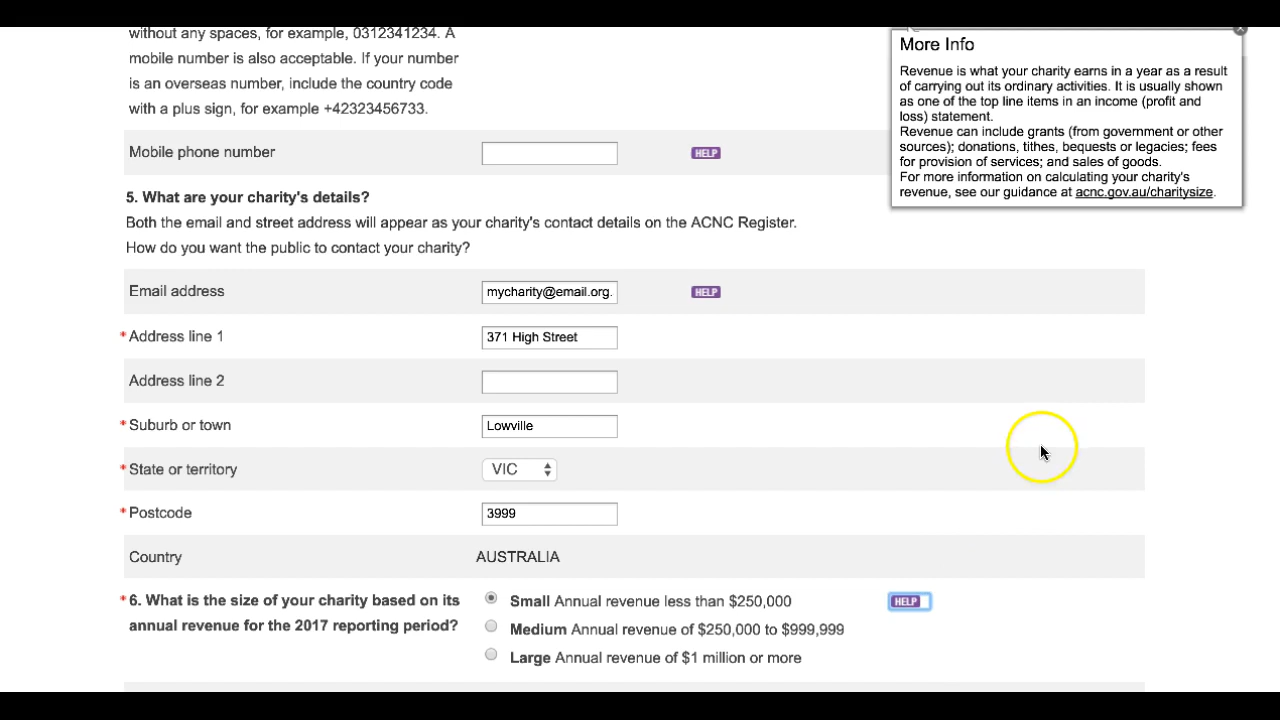 without any spaces, for example, 0312341234. A
mobile number is also acceptable. If your number
is an overseas number, include the country code
with a plus sign, for example +42323456733.
Mobile phone number
HELP
More Info
Revenue is what your charity earns in a year as a result
of carrying out its ordinary activities. It is usually shown
as one of the top line items in an income (profit and
loss) statement.
Revenue can include grants (from government or other
sources); donations, tithes, bequests or legacies; fees
for provision of services; and sales of goods.
For more information on calculating your charity's
revenue, see our guidance at acnc.gov.au/charitysize.
5. What are your charity's details?
Both the email and street address will appear as your charity's contact details on the ACNC Register.
How do you want the public to contact your charity?
Email address mycharity@email.org. HELP
* Address line 1 371 High Street
Address line 2
* Suburb or town Lowville
* State or territory VIC
* Postcode 3999
Country AUSTRALIA
* 6. What is the size of your charity based on its
annual revenue for the 2017 reporting period?
Small Annual revenue less than $250,000 HELP
Medium Annual revenue of $250,000 to $999,999
Large Annual revenue of $1 million or more